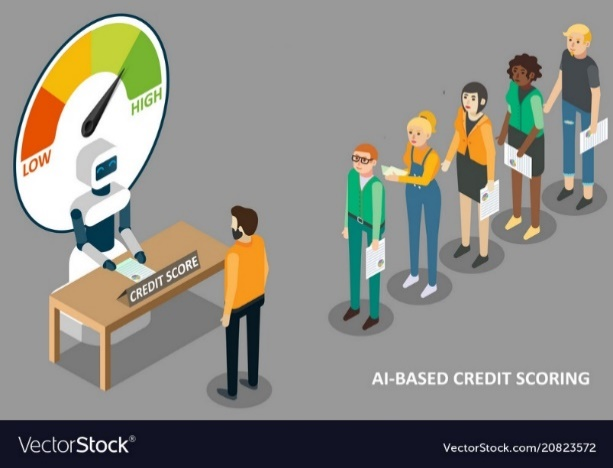 LOW
HIGH
CREDIT SCORE
AI-BASED CREDIT SCORING
VectorStock®
VectorStock.com/20823572